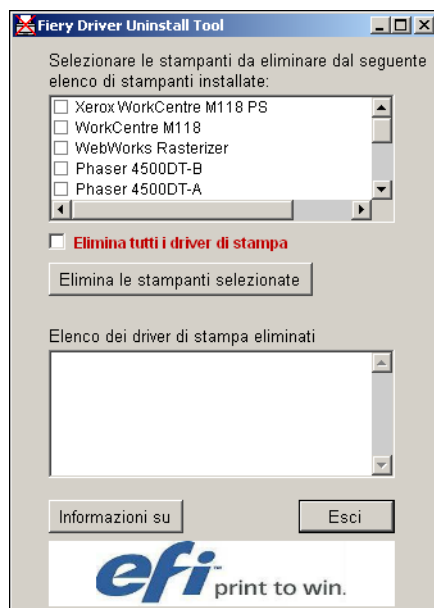 Fiery Driver Uninstall Tool
Selezionare le stampanti da eliminare dal seguente
elenco di stampanti installate:
Xerox WorkCentre M118 PS
WorkCentre M118
WebWorks Rasterizer
Phaser 4500DT-B
Phaser 4500DT-A
Elimina tutti i driver di stampa
Elimina le stampanti selezionate
Elenco dei driver di stampa eliminati
Informazioni su
Esci
efi™ print to win.